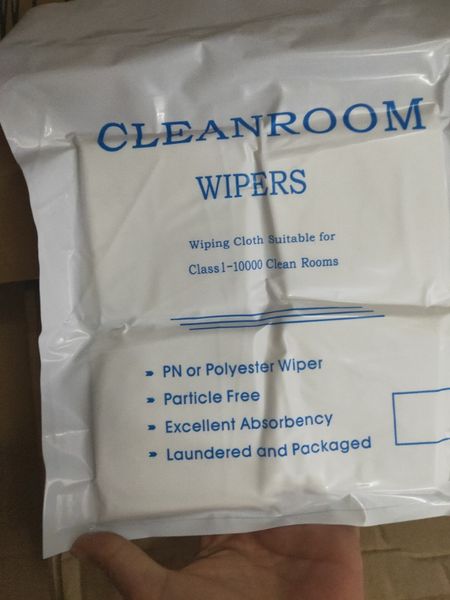 CLEANROOM
WIPERS
Wiping Cloth Suitable for
Class1-10000 Clean Rooms
PN or Polyester Wiper
Particle Free
Excellent Absorbency
Laundered and Packaged